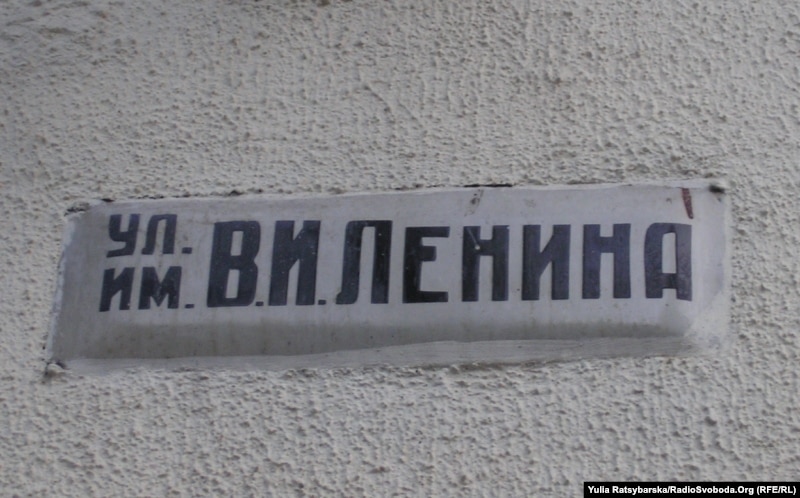 ул.
им. В.И.Ленина
Yulia Ratsybarska/RadioSvoboda.Org (RFE/RL)